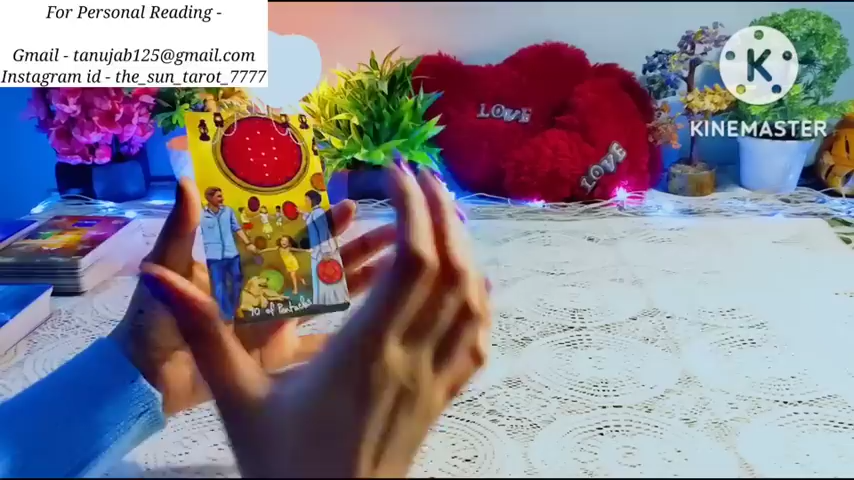 For Personal Reading -
Gmail - tanujab125@gmail.com
Instagram id - the_sun_tarot_7777
LOVE
LOVE
K
KINEMASTER
10 of Pentacles